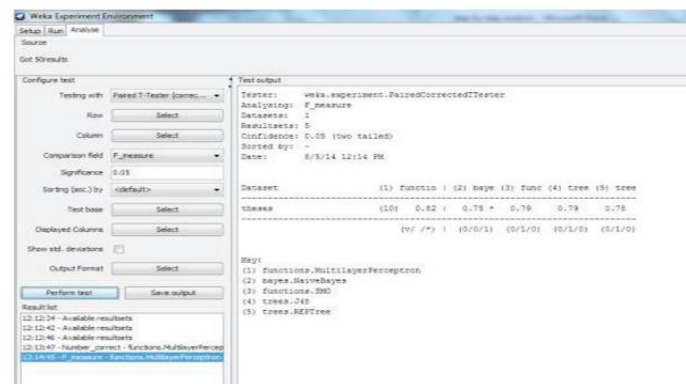 Weka Experiment Environment
Setup Run Analyse
Source
Got 50results
Configure test
Testing with Paired T-Tester (correc...
Row Select
Column Select
Comparison field F_measure
Significance 0.05
Sorting (asc.) by <default>
Test base Select
Displayed Columns Select
Show std. deviations
Output Format Select
Perform test Save output
Result list
12:12:34 - Available resultsets
12:12:42 - Available resultsets
12:12:46 - Available resultsets
12:13:47 - Number_correct - functions.MultilayerPercep
12:14:45 - F_measure - functions.MultilayerPerceptron
Test output
Tester: weka.experiment.PairedCorrectedTTester
Analysing: F_measure
Datasets: 1
Resultsets: 5
Confidence: 0.05 (two tailed)
Sorted by: -
Date: 8/5/14 12:14 PM
Dataset (1) functio | (2) baye (3) func (4) tree (5) tree
theses (10) 0.82 | 0.75 * 0.79 0.79 0.78
(v/ /*) | (0/0/1) (0/1/0) (0/1/0) (0/1/0)
Key:
(1) functions.MultilayerPerceptron
(2) bayes.NaiveBayes
(3) functions.SMO
(4) trees.J48
(5) trees.REPTree